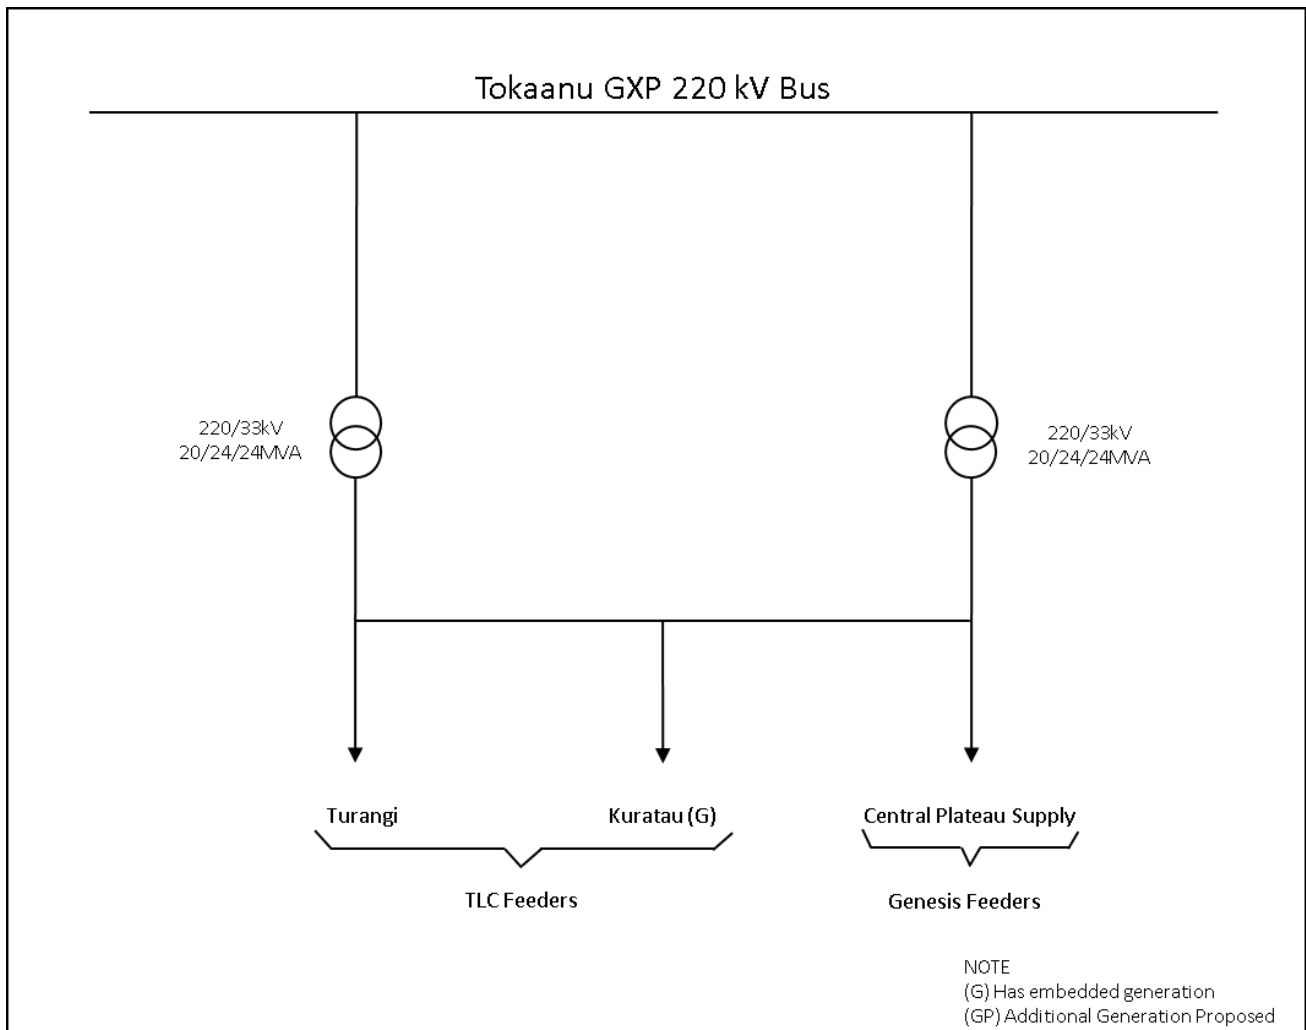 Tokaanu GXP 220 kV Bus
220/33kV
20/24/24MVA
220/33kV
20/24/24MVA
Turangi
Kuratau (G)
Central Plateau Supply
TLC Feeders
Genesis Feeders
NOTE
(G) Has embedded generation
(GP) Additional Generation Proposed